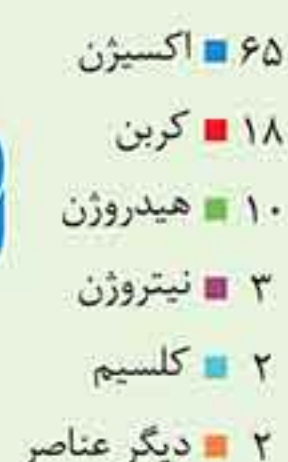 ۶۵ اکسیژن
۱۸ کربن
۱۰ هیدروژن
۳ نیتروژن
۲ کلسیم
۲ دیگر عناصر